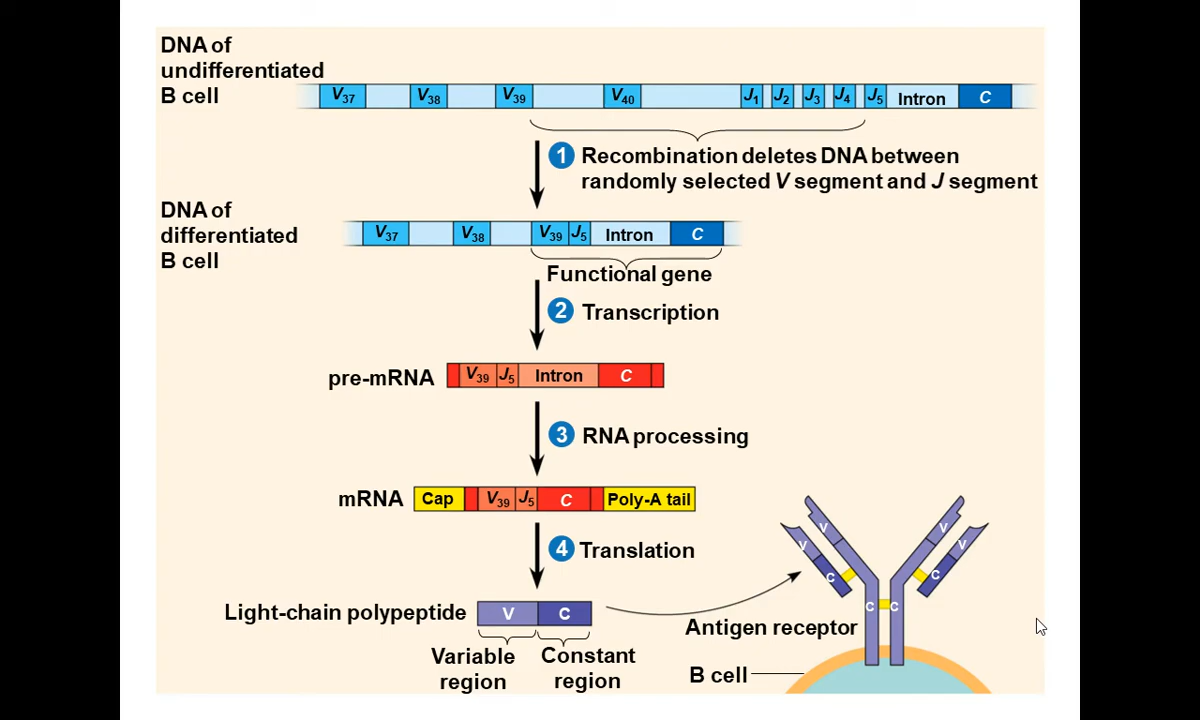 DNA of
undifferentiated
B cell
V37 V38 V39 V40 J1 J2 J3 J4 J5 Intron C
1 Recombination deletes DNA between
randomly selected V segment and J segment
DNA of
differentiated
B cell
V37 V38 V39 J5 Intron C
Functional gene
2 Transcription
pre-mRNA V39 J5 Intron C
3 RNA processing
mRNA Cap V39 J5 C Poly-A tail
4 Translation
Light-chain polypeptide V C
Variable
region
Constant
region
V V V V
C C
C C
Antigen receptor
B cell